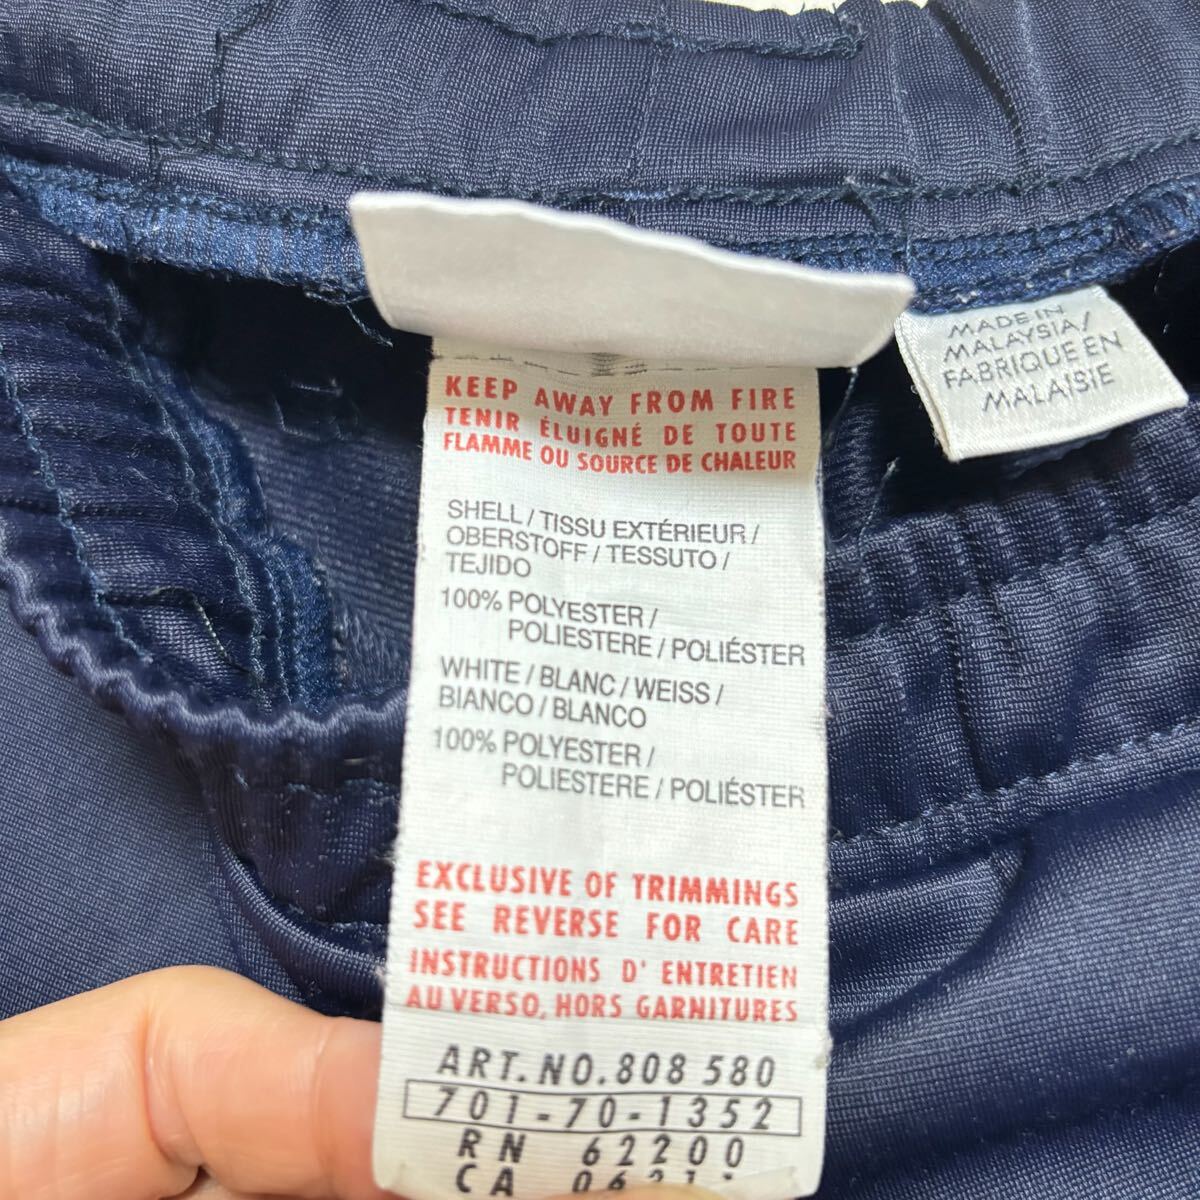 KEEP AWAY FROM FIRE
TENIR ÉLUIGNÉ DE TOUTE
FLAMME OU SOURCE DE CHALEUR
SHELL / TISSU EXTÉRIEUR /
OBERSTOFF / TESSUTO /
TEJIDO
100% POLYESTER /
POLIESTERE / POLIÉSTER
WHITE / BLANC / WEISS /
BIANCO / BLANCO
100% POLYESTER /
POLIESTERE / POLIÉSTER
EXCLUSIVE OF TRIMMINGS
SEE REVERSE FOR CARE
INSTRUCTIONS D' ENTRETIEN
AU VERSO, HORS GARNITURES
ART.NO.808 580
701-70-1352
RN 62200
CA
MADE IN
MALAYSIA/
FABRIQUE EN
MALAISIE